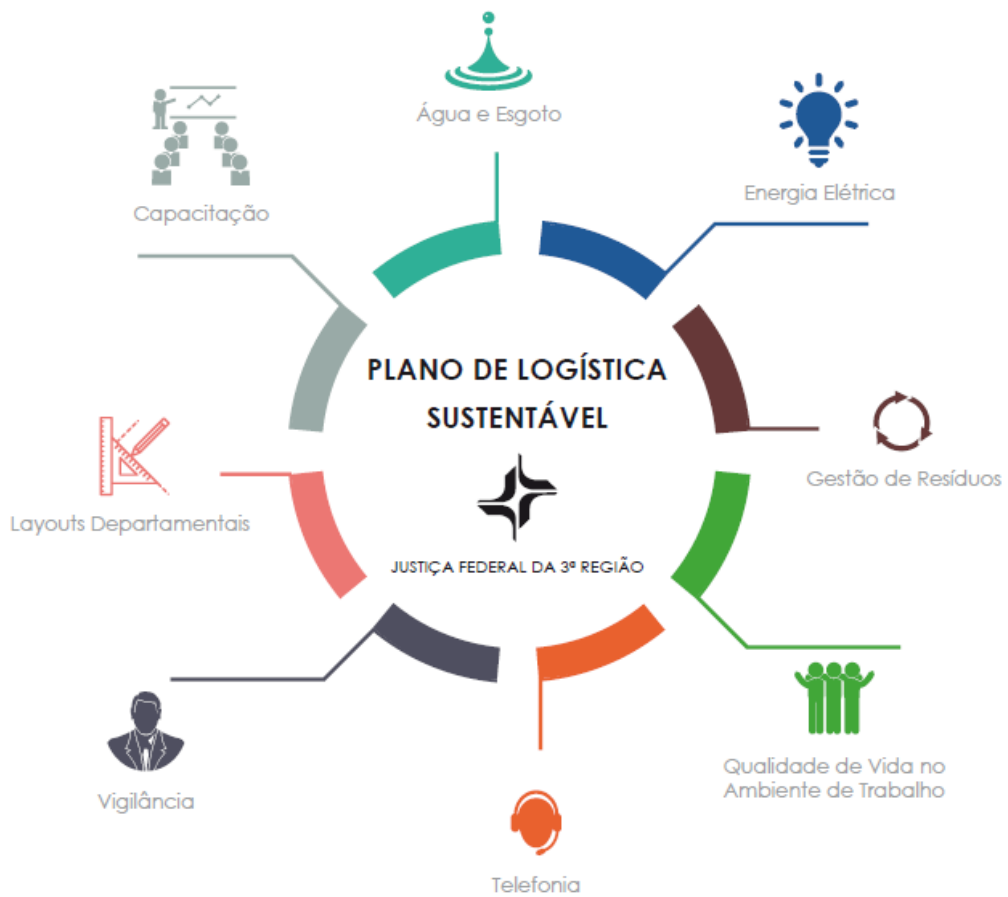 Água e Esgoto
Energia Elétrica
Capacitação
PLANO DE LOGÍSTICA
SUSTENTÁVEL
JUSTIÇA FEDERAL DA 3ª REGIÃO
Gestão de Resíduos
Layouts Departamentais
Qualidade de Vida no
Ambiente de Trabalho
Vigilância
Telefonia